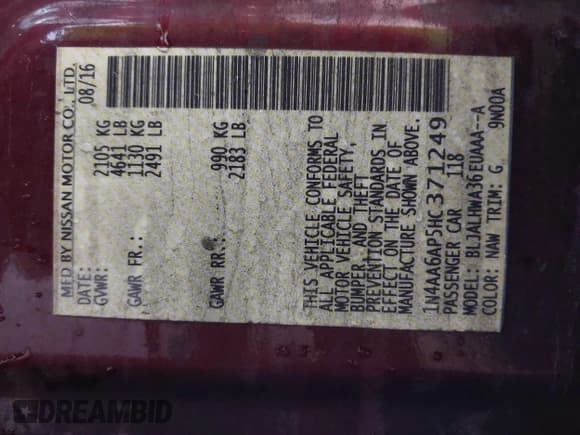 MFD BY NISSAN MOTOR CO., LTD.
DATE: 08/16
GVWR: 2105 KG
4641 LB
GAWR FR.: 1130 KG
2491 LB
GAWR RR.: 990 KG
2183 LB
THIS VEHICLE CONFORMS TO
ALL APPLICABLE FEDERAL
MOTOR VEHICLE SAFETY,
BUMPER AND THEFT
PREVENTION STANDARDS IN
EFFECT ON THE DATE OF
MANUFACTURE SHOWN ABOVE.
1N4AA6AP5HC371249
PASSENGER CAR 118
MODEL: BLJALHWA36EUAAA--A
COLOR: NAW TRIM: G 9N00A
DREAMBID